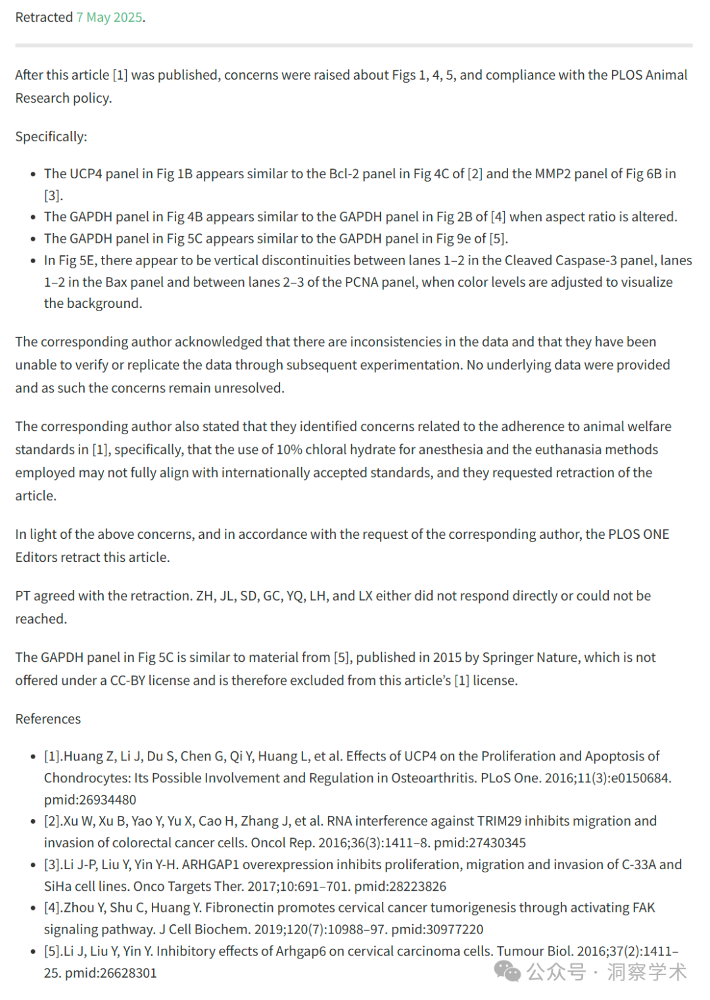 Retracted 7 May 2025.
After this article [1] was published, concerns were raised about Figs 1, 4, 5, and compliance with the PLOS Animal
Research policy.
Specifically:
• The UCP4 panel in Fig 1B appears similar to the Bcl-2 panel in Fig 4C of [2] and the MMP2 panel of Fig 6B in
[3].
• The GAPDH panel in Fig 4B appears similar to the GAPDH panel in Fig 2B of [4] when aspect ratio is altered.
• The GAPDH panel in Fig 5C appears similar to the GAPDH panel in Fig 9e of [5].
• In Fig 5E, there appear to be vertical discontinuities between lanes 1–2 in the Cleaved Caspase-3 panel, lanes
1–2 in the Bax panel and between lanes 2–3 of the PCNA panel, when color levels are adjusted to visualize
the background.
The corresponding author acknowledged that there are inconsistencies in the data and that they have been
unable to verify or replicate the data through subsequent experimentation. No underlying data were provided
and as such the concerns remain unresolved.
The corresponding author also stated that they identified concerns related to the adherence to animal welfare
standards in [1], specifically, that the use of 10% chloral hydrate for anesthesia and the euthanasia methods
employed may not fully align with internationally accepted standards, and they requested retraction of the
article.
In light of the above concerns, and in accordance with the request of the corresponding author, the PLOS ONE
Editors retract this article.
PT agreed with the retraction. ZH, JL, SD, GC, YQ, LH, and LX either did not respond directly or could not be
reached.
The GAPDH panel in Fig 5C is similar to material from [5], published in 2015 by Springer Nature, which is not
offered under a CC-BY license and is therefore excluded from this article’s [1] license.
References
• [1].Huang Z, Li J, Du S, Chen G, Qi Y, Huang L, et al. Effects of UCP4 on the Proliferation and Apoptosis of
Chondrocytes: Its Possible Involvement and Regulation in Osteoarthritis. PLoS One. 2016;11(3):e0150684.
pmid:26934480
• [2].Xu W, Xu B, Yao Y, Yu X, Cao H, Zhang J, et al. RNA interference against TRIM29 inhibits migration and
invasion of colorectal cancer cells. Oncol Rep. 2016;36(3):1411–8. pmid:27430345
• [3].Li J-P, Liu Y, Yin Y-H. ARHGAP1 overexpression inhibits proliferation, migration and invasion of C-33A and
SiHa cell lines. Onco Targets Ther. 2017;10:691–701. pmid:28223826
• [4].Zhou Y, Shu C, Huang Y. Fibronectin promotes cervical cancer tumorigenesis through activating FAK
signaling pathway. J Cell Biochem. 2019;120(7):10988–97. pmid:30977220
• [5].Li J, Liu Y, Yin Y. Inhibitory effects of Arhgap6 on cervical carcinoma cells. Tumour Biol. 2016;37(2):1411–
25. pmid:26628301
公众号 · 洞察学术